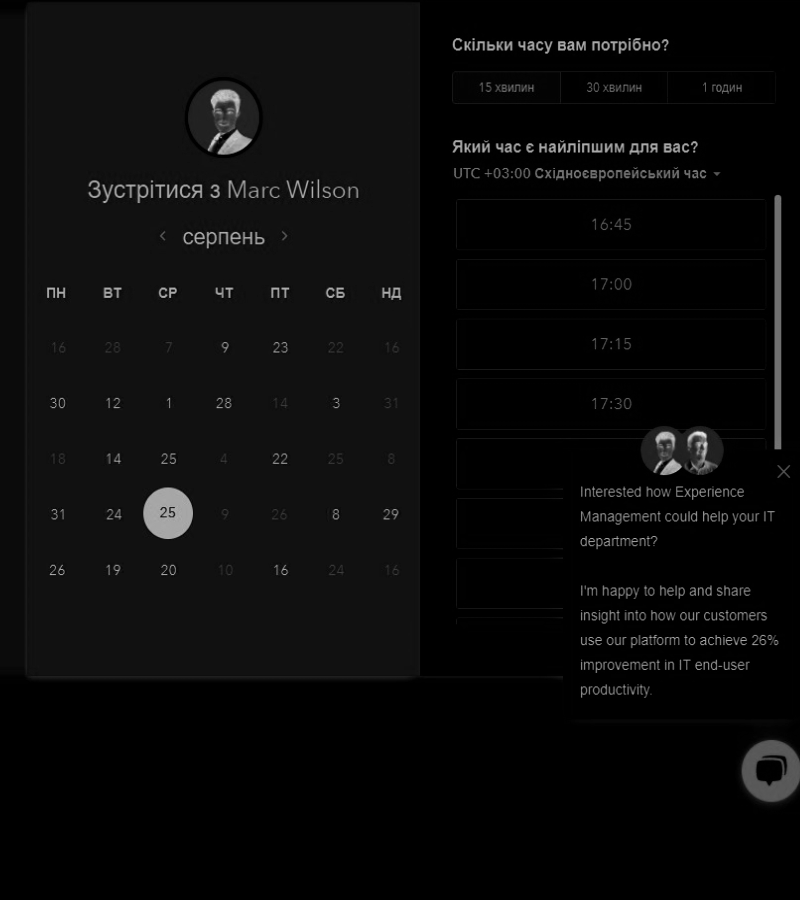 Зустрітися з Marc Wilson
серпень
ПН ВТ СР ЧТ ПТ СБ НД
16 28 7 9 23 22 16
30 12 1 28 14 3 31
18 14 25 4 22 25 8
31 24 25 9 26 8 29
26 19 20 10 16 24 16
Скільки часу вам потрібно?
15 хвилин 30 хвилин 1 годин
Який час є найліпшим для вас?
UTC +03:00 Східноєвропейський час
16:45
17:00
17:15
17:30
Interested how Experience
Management could help your IT
department?
I'm happy to help and share
insight into how our customers
use our platform to achieve 26%
improvement in IT end-user
productivity.